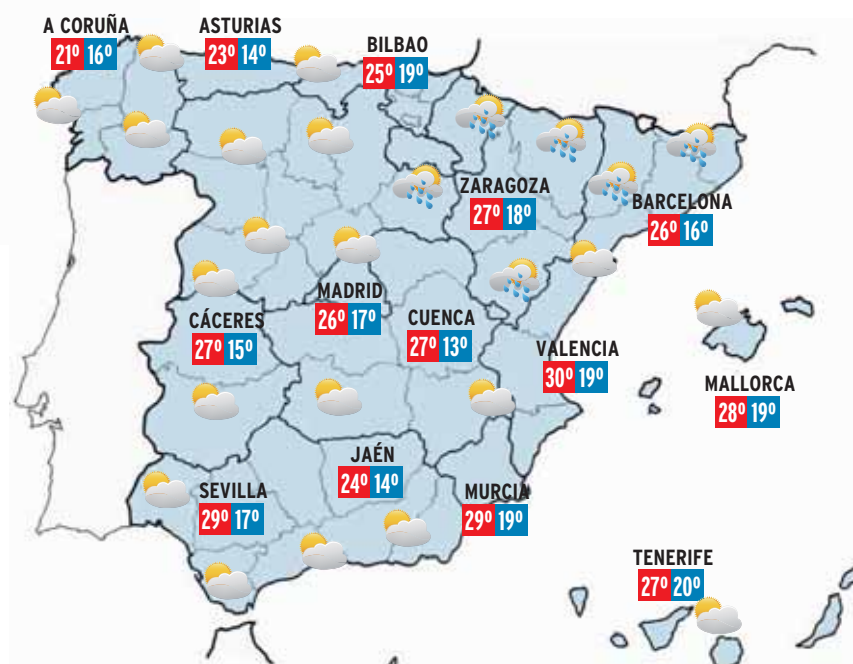 A CORUÑA
21º 16º
ASTURIAS
23º 14º
BILBAO
25º 19º
ZARAGOZA
27º 18º
BARCELONA
26º 16º
MADRID
26º 17º
CÁCERES
27º 15º
CUENCA
27º 13º
VALENCIA
30º 19º
MALLORCA
28º 19º
JAÉN
24º 14º
SEVILLA
29º 17º
MURCIA
29º 19º
TENERIFE
27º 20º